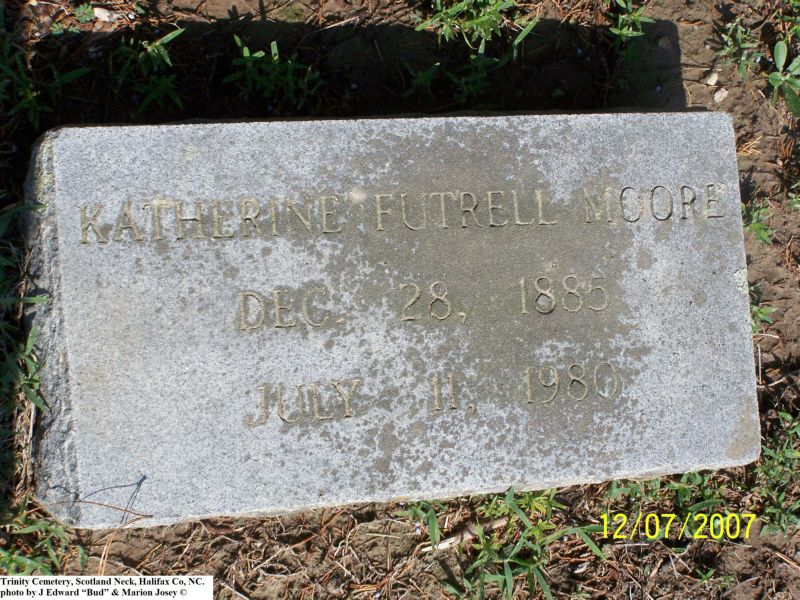 KATHERINE FUTRELL MOORE
DEC. 28, 1885
JULY 11, 1980
12/07/2007
Trinity Cemetery, Scotland Neck, Halifax Co, NC.
photo by J Edward “Bud” & Marion Josey ©